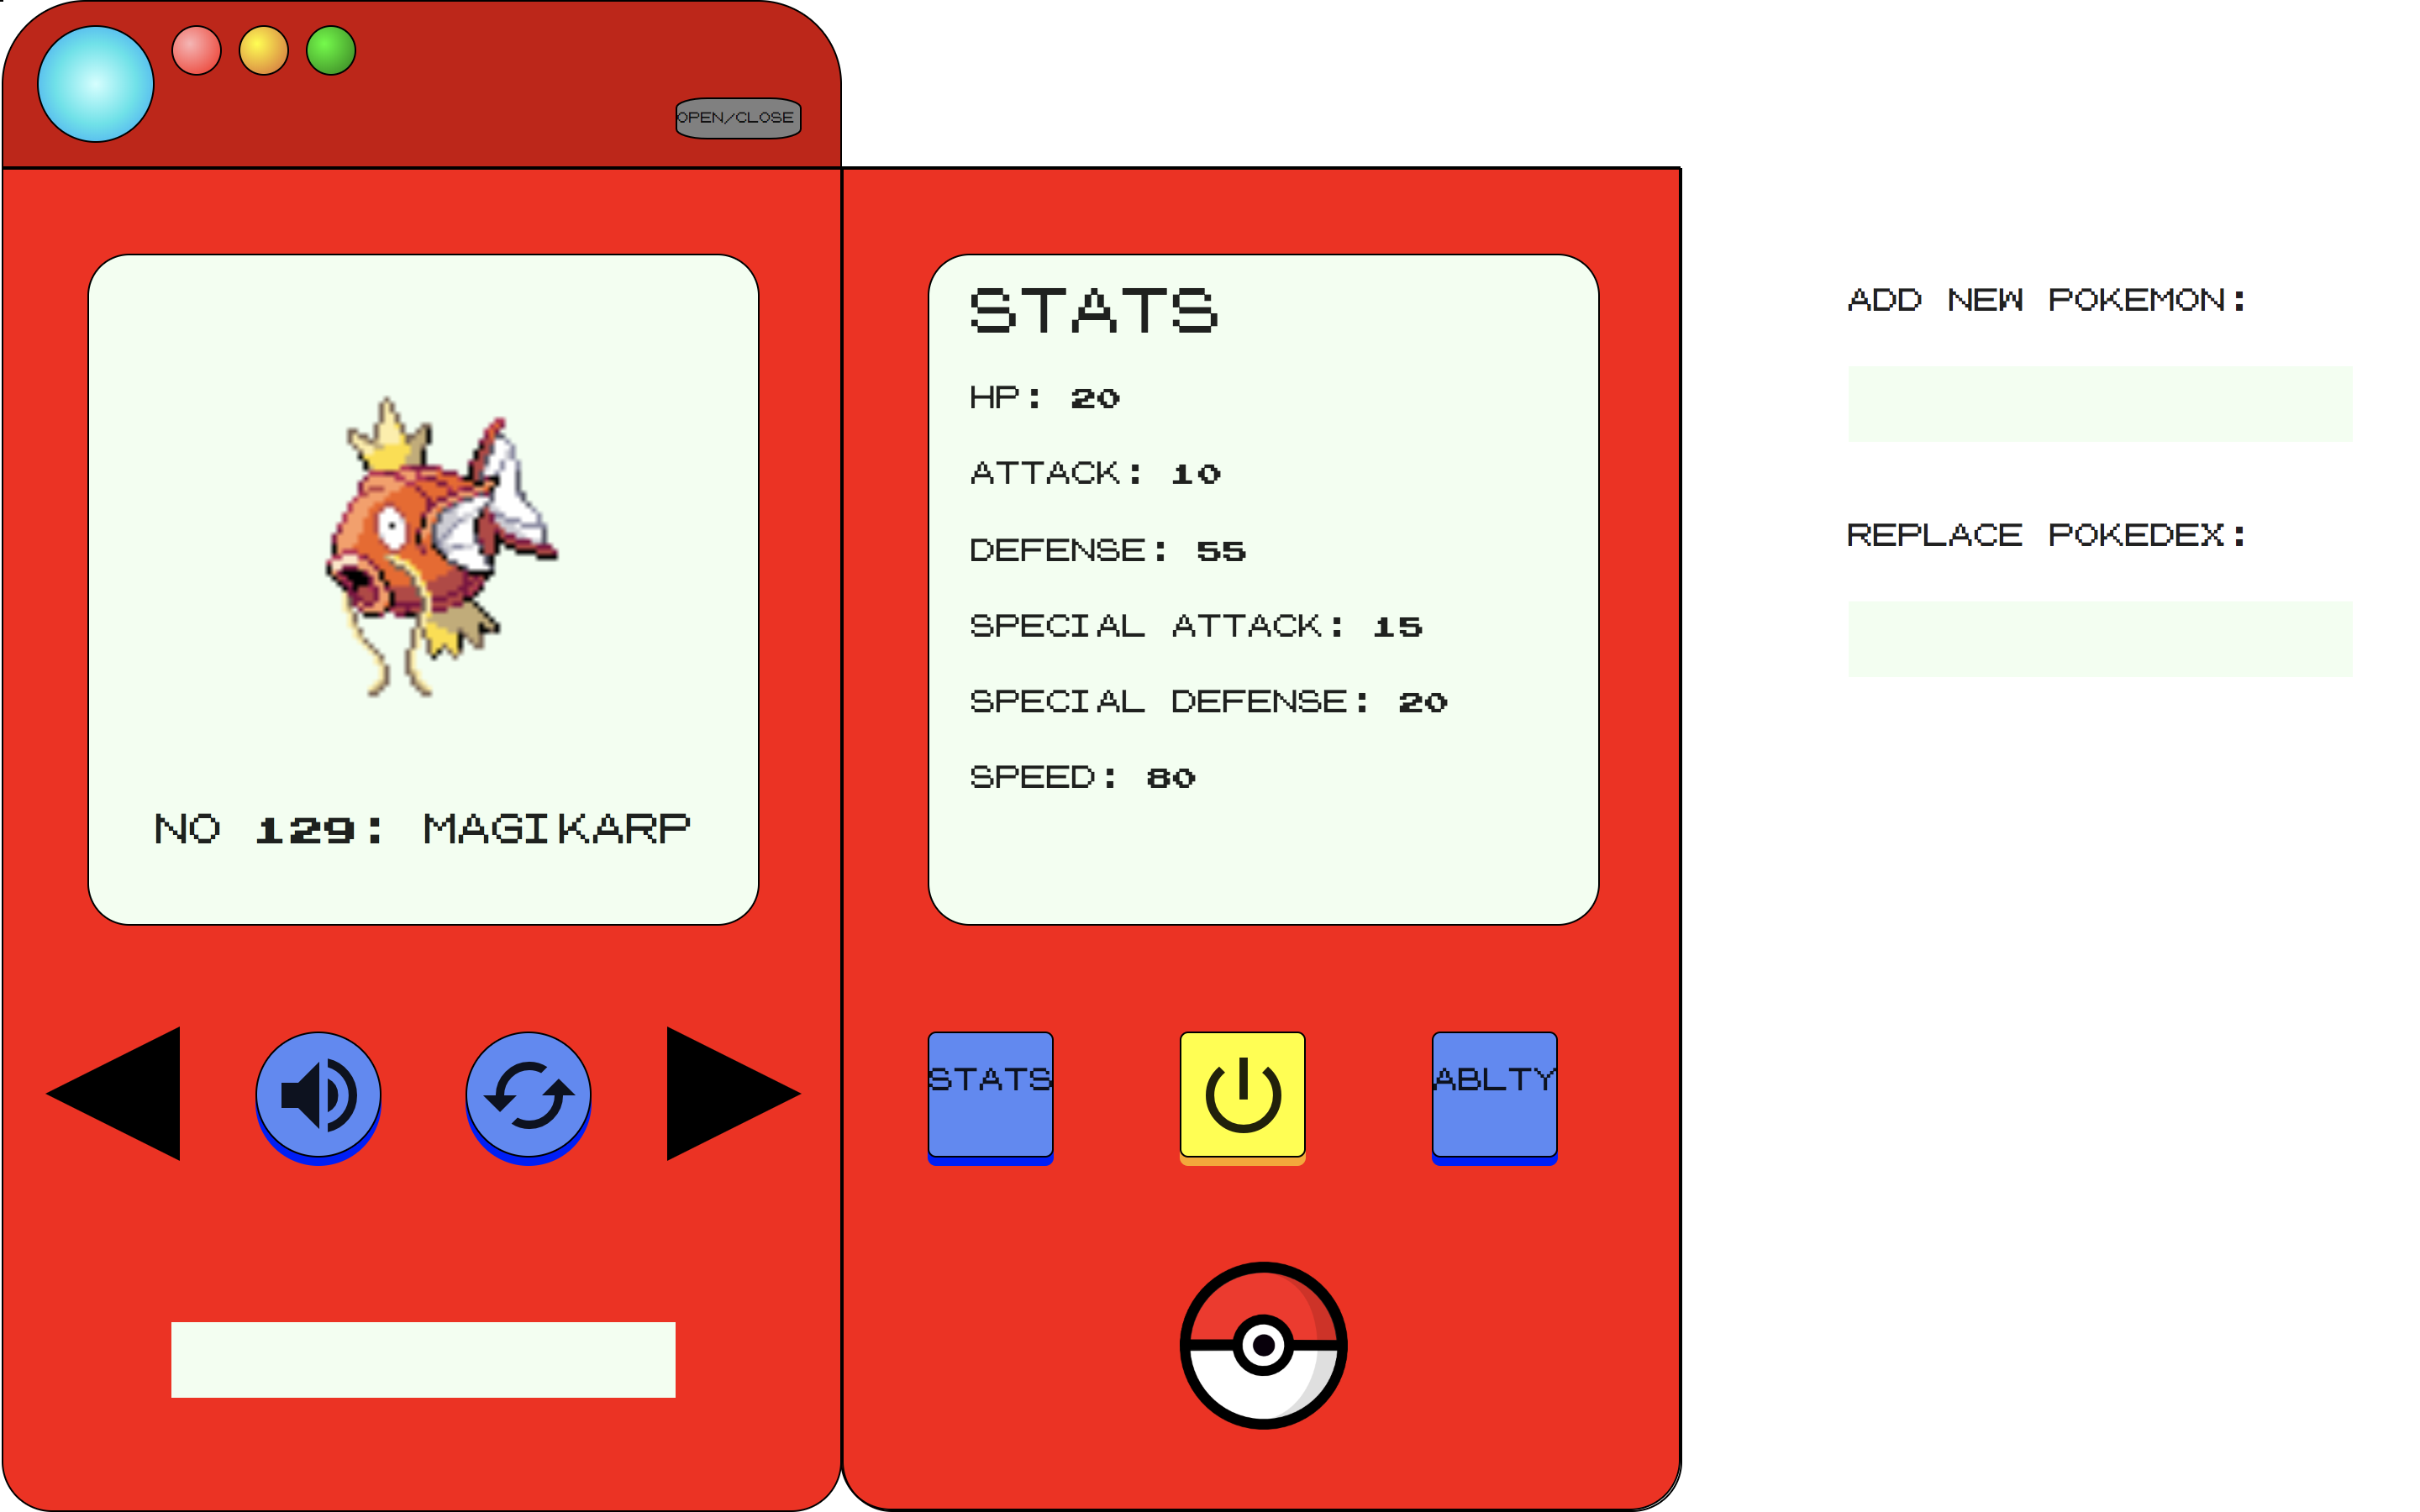 OPEN/CLOSE
NO 129: MAGIKARP
STATS
HP: 20
ATTACK: 10
DEFENSE: 55
SPECIAL ATTACK: 15
SPECIAL DEFENSE: 20
SPEED: 80
STATS
ABLTY
ADD NEW POKEMON:
REPLACE POKEDEX: